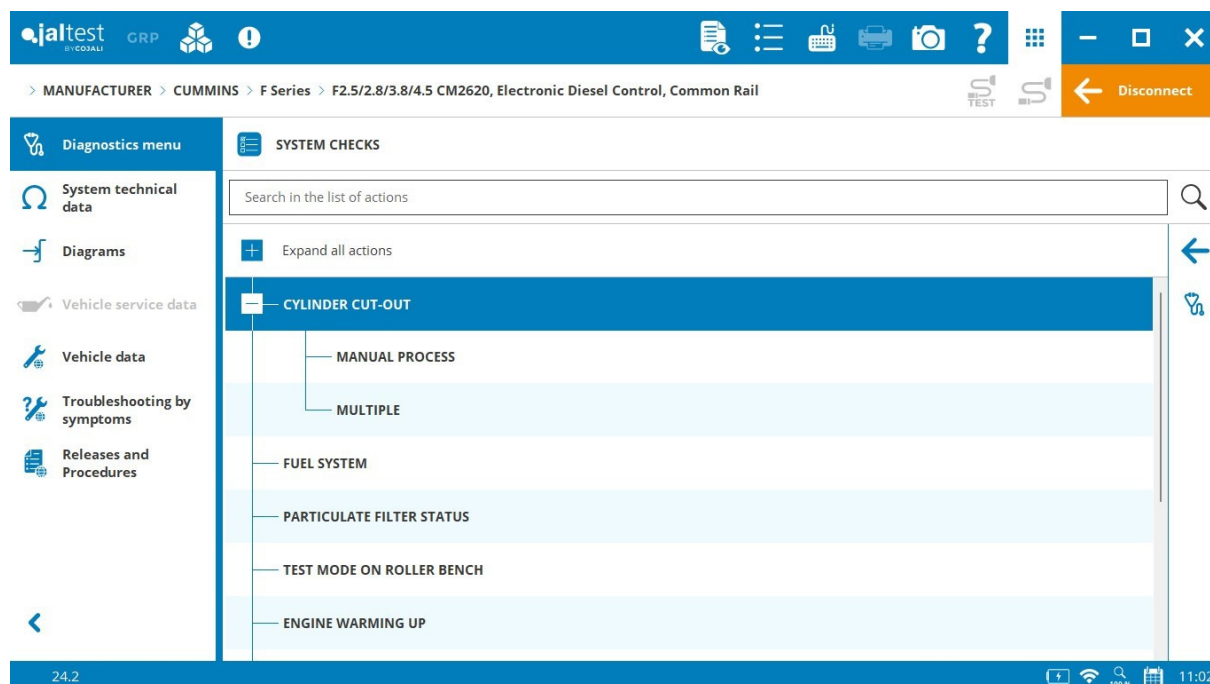 jaltest GRP
BY COJALI
> MANUFACTURER > CUMMINS > F Series > F2.5/2.8/3.8/4.5 CM2620, Electronic Diesel Control, Common Rail
TEST
Disconnect
Diagnostics menu
SYSTEM CHECKS
System technical
data
Search in the list of actions
Diagrams
Expand all actions
Vehicle service data
CYLINDER CUT-OUT
Vehicle data
MANUAL PROCESS
Troubleshooting by
symptoms
MULTIPLE
Releases and
Procedures
FUEL SYSTEM
PARTICULATE FILTER STATUS
TEST MODE ON ROLLER BENCH
ENGINE WARMING UP
24.2
100 %
11:02